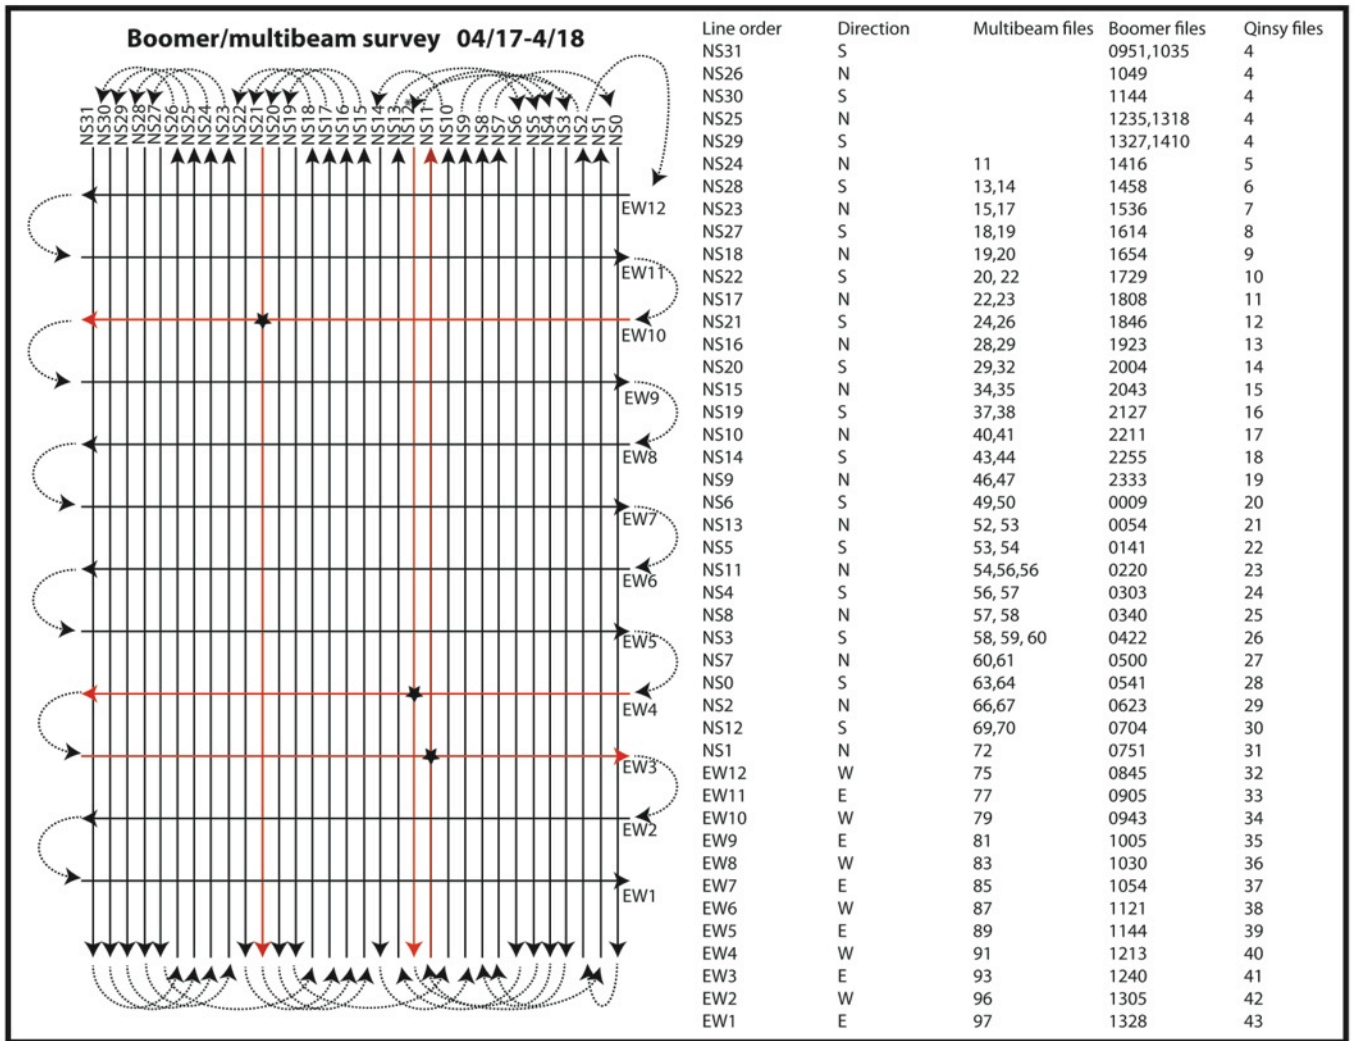 Boomer/multibeam survey 04/17-4/18
NS31
NS30
NS29
NS28
NS27
NS26
NS25
NS24
NS23
NS22
NS21
NS20
NS19
NS18
NS17
NS16
NS15
NS14
NS13
NS12*
NS11
NS10
NS9
NS8
NS7
NS6
NS5
NS4
NS3
NS2
NS1
NS0
EW12
EW11
EW10
EW9
EW8
EW7
EW6
EW5
EW4
EW3
EW2
EW1
Line order Direction Multibeam files Boomer files Qinsy files
NS31 S 0951,1035 4
NS26 N 1049 4
NS30 S 1144 4
NS25 N 1235,1318 4
NS29 S 1327,1410 4
NS24 N 11 1416 5
NS28 S 13,14 1458 6
NS23 N 15,17 1536 7
NS27 S 18,19 1614 8
NS18 N 19,20 1654 9
NS22 S 20, 22 1729 10
NS17 N 22,23 1808 11
NS21 S 24,26 1846 12
NS16 N 28,29 1923 13
NS20 S 29,32 2004 14
NS15 N 34,35 2043 15
NS19 S 37,38 2127 16
NS10 N 40,41 2211 17
NS14 S 43,44 2255 18
NS9 N 46,47 2333 19
NS6 S 49,50 0009 20
NS13 N 52, 53 0054 21
NS5 S 53, 54 0141 22
NS11 N 54,56,56 0220 23
NS4 S 56, 57 0303 24
NS8 N 57, 58 0340 25
NS3 S 58, 59, 60 0422 26
NS7 N 60,61 0500 27
NS0 S 63,64 0541 28
NS2 N 66,67 0623 29
NS12 S 69,70 0704 30
NS1 N 72 0751 31
EW12 W 75 0845 32
EW11 E 77 0905 33
EW10 W 79 0943 34
EW9 E 81 1005 35
EW8 W 83 1030 36
EW7 E 85 1054 37
EW6 W 87 1121 38
EW5 E 89 1144 39
EW4 W 91 1213 40
EW3 E 93 1240 41
EW2 W 96 1305 42
EW1 E 97 1328 43